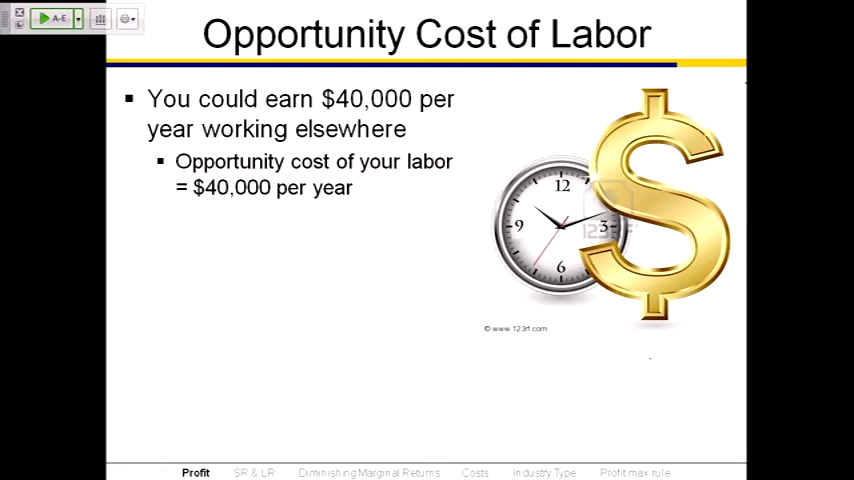 A-E
Opportunity Cost of Labor
▪ You could earn $40,000 per
year working elsewhere
▪ Opportunity cost of your labor
= $40,000 per year
12
9
3
6
123RF
© www.123rf.com
Profit SR & LR Diminishing Marginal Returns Costs Industry Type Profit max rule